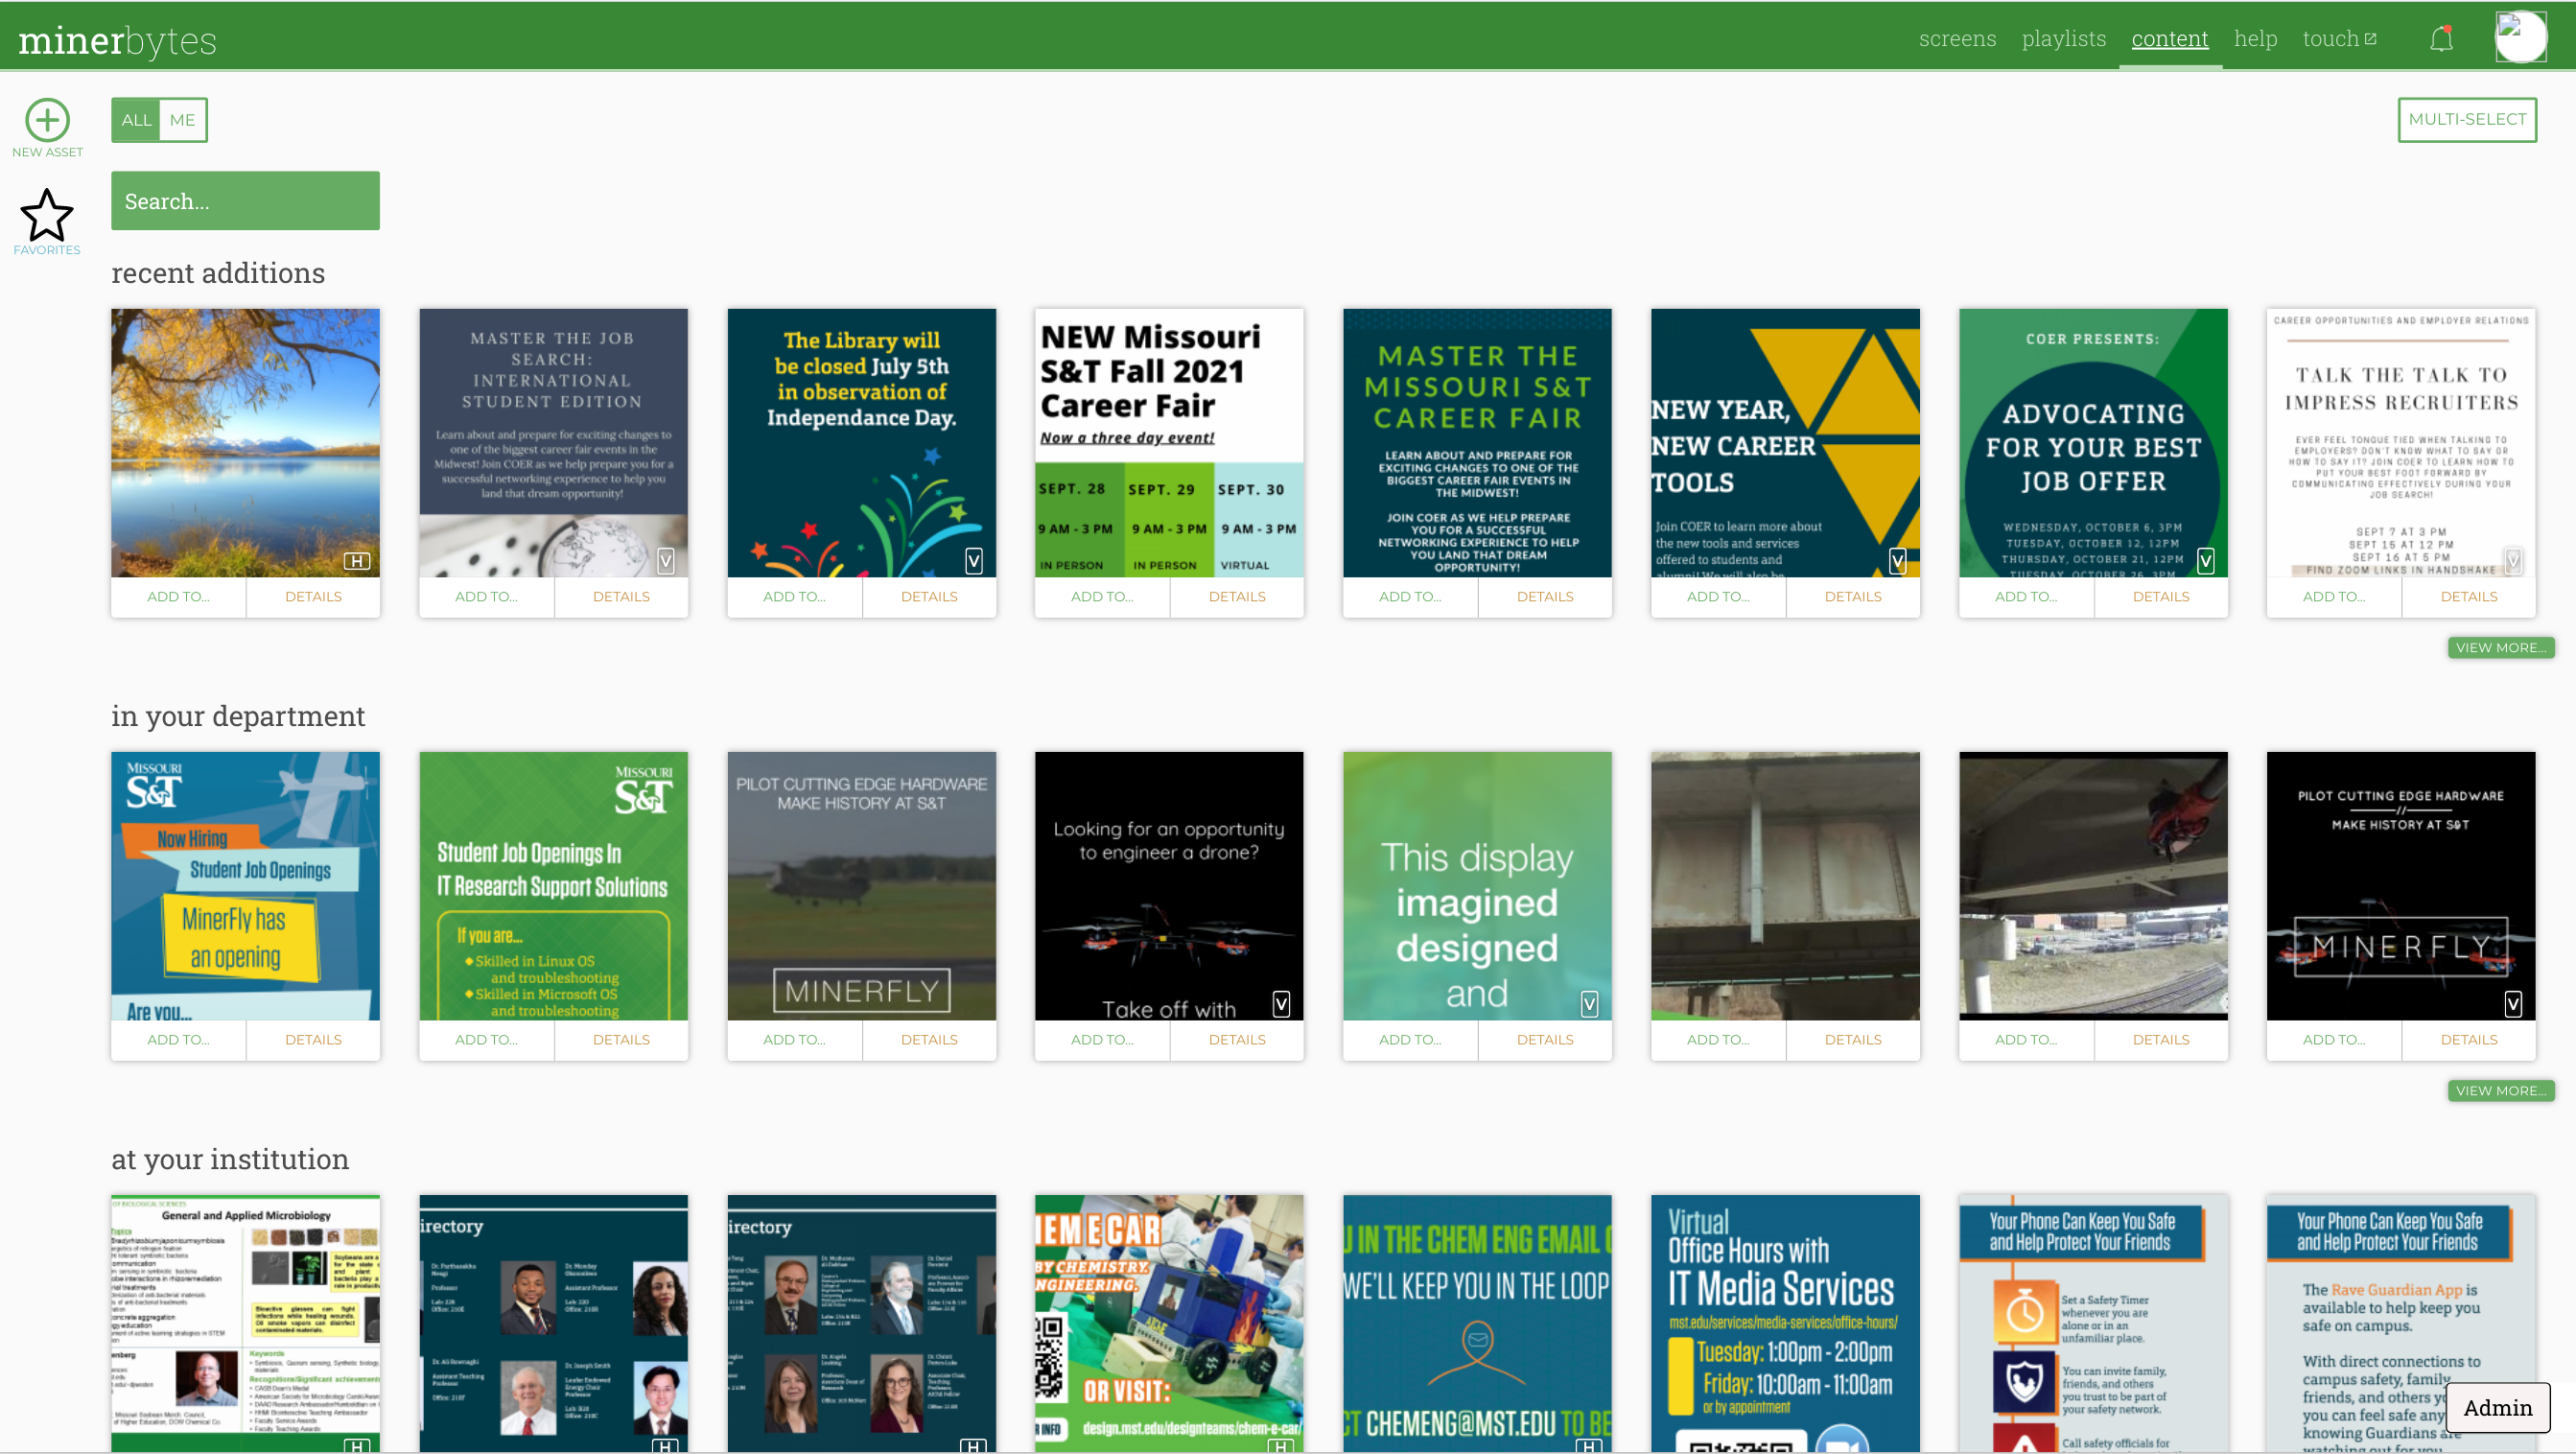 minerbytes
screens
playlists
content
help
touch
NEW ASSET
FAVORITES
ALL
ME
MULTI-SELECT
Search...
recent additions
H
ADD TO...
DETAILS
MASTER THE JOB
SEARCH:
INTERNATIONAL
STUDENT EDITION
Learn about and prepare for exciting changes to
one of the biggest career fair events in the
Midwest! Join COER as we help prepare you for a
successful networking experience to help you
land that dream opportunity!
V
ADD TO...
DETAILS
The Library will
be closed July 5th
in observation of
Independance Day.
V
ADD TO...
DETAILS
NEW Missouri
S&T Fall 2021
Career Fair
Now a three day event!
SEPT. 28
SEPT. 29
SEPT. 30
9 AM - 3 PM
9 AM - 3 PM
9 AM - 3 PM
IN PERSON
IN PERSON
VIRTUAL
ADD TO...
DETAILS
MASTER THE
MISSOURI S&T
CAREER FAIR
LEARN ABOUT AND PREPARE FOR
EXCITING CHANGES TO ONE OF THE
BIGGEST CAREER FAIR EVENTS IN
THE MIDWEST!
JOIN COER AS WE HELP PREPARE
YOU FOR A SUCCESSFUL
NETWORKING EXPERIENCE TO HELP
YOU LAND THAT DREAM
OPPORTUNITY!
ADD TO...
DETAILS
NEW YEAR,
NEW CAREER
TOOLS
Join COER to learn more about
the new tools and services
offered to students and
alumni! We will also be
V
ADD TO...
DETAILS
COER PRESENTS:
ADVOCATING
FOR YOUR BEST
JOB OFFER
WEDNESDAY, OCTOBER 6, 3PM
TUESDAY, OCTOBER 12, 12PM
THURSDAY, OCTOBER 21, 12PM
TUESDAY, OCTOBER 26, 3PM
V
ADD TO...
DETAILS
CAREER OPPORTUNITIES AND EMPLOYER RELATIONS
TALK THE TALK TO
IMPRESS RECRUITERS
EVER FEEL TONGUE TIED WHEN TALKING TO
EMPLOYERS? DON'T KNOW WHAT TO SAY OR
HOW TO SAY IT? JOIN COER TO LEARN HOW TO
PUT YOUR BEST FOOT FORWARD BY
COMMUNICATING EFFECTIVELY DURING YOUR
JOB SEARCH!
SEPT 7 AT 3 PM
SEPT 15 AT 12 PM
SEPT 16 AT 5 PM
FIND ZOOM LINKS IN HANDSHAKE
V
ADD TO...
DETAILS
VIEW MORE...
in your department
MISSOURI
S&T
Now Hiring
Student Job Openings
MinerFly has
an opening
Are you...
ADD TO...
DETAILS
MISSOURI
S&T
Student Job Openings In
IT Research Support Solutions
If you are...
Skilled in Linux OS
and troubleshooting
Skilled in Microsoft OS
and troubleshooting
ADD TO...
DETAILS
PILOT CUTTING EDGE HARDWARE
MAKE HISTORY AT S&T
MINERFLY
ADD TO...
DETAILS
Looking for an opportunity
to engineer a drone?
Take off with
V
ADD TO...
DETAILS
This display
imagined
designed
and
V
ADD TO...
DETAILS
ADD TO...
DETAILS
ADD TO...
DETAILS
PILOT CUTTING EDGE HARDWARE
//
MAKE HISTORY AT S&T
MINERFLY
V
ADD TO...
DETAILS
VIEW MORE...
at your institution
OF BIOLOGICAL SCIENCES
General and Applied Microbiology
Topics
Keywords
H
irectory
Professor
Assistant Professor
Dr. Joseph Smith
H
irectory
H
HEM E CAR
BY CHEMISTRY.
NGINEERING.
OR VISIT:
R INFO
design.mst.edu/designteams/chem-e-car/
H
U IN THE CHEM ENG EMAIL
WE'LL KEEP YOU IN THE LOOP
CT CHEMENG@MST.EDU TO BE
H
Virtual
Office Hours with
IT Media Services
mst.edu/services/media-services/office-hours/
Tuesday: 1:00pm - 2:00pm
Friday: 10:00am - 11:00am
or by appointment
Your Phone Can Keep You Safe
and Help Protect Your Friends
Set a Safety Timer
whenever you are
alone or in an
unfamiliar place.
You can invite family,
friends, and others
you trust to be part of
your safety network.
Call safety officials for
Your Phone Can Keep You Safe
and Help Protect Your Friends
The Rave Guardian App is
available to help keep you
safe on campus.
With direct connections to
campus safety, family,
friends, and others
you can feel safe any
knowing Guardians are
watching out for you
Admin